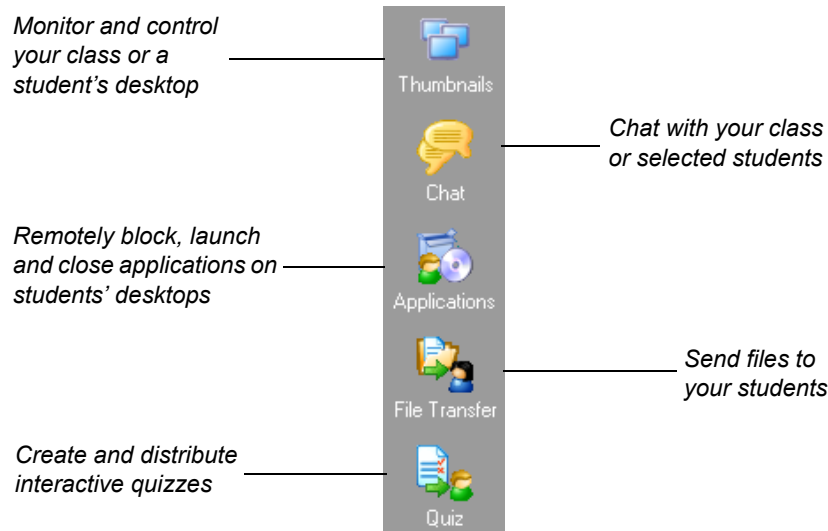 Monitor and control
your class or a
student’s desktop
Thumbnails
Chat with your class
or selected students
Chat
Remotely block, launch
and close applications on
students’ desktops
Applications
Send files to
your students
File Transfer
Create and distribute
interactive quizzes
Quiz